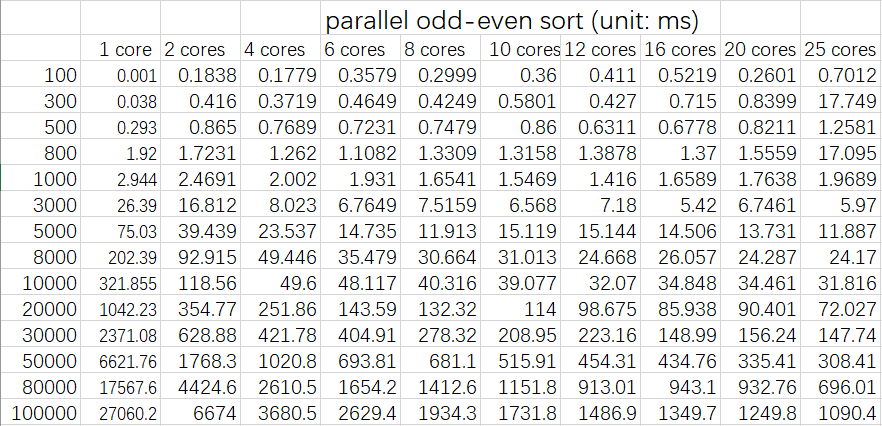 parallel odd-even sort (unit: ms)
1 core 2 cores 4 cores 6 cores 8 cores 10 cores 12 cores 16 cores 20 cores 25 cores
100 0.001 0.1838 0.1779 0.3579 0.2999 0.36 0.411 0.5219 0.2601 0.7012
300 0.038 0.416 0.3719 0.4649 0.4249 0.5801 0.427 0.715 0.8399 17.749
500 0.293 0.865 0.7689 0.7231 0.7479 0.86 0.6311 0.6778 0.8211 1.2581
800 1.92 1.7231 1.262 1.1082 1.3309 1.3158 1.3878 1.37 1.5559 17.095
1000 2.944 2.4691 2.002 1.931 1.6541 1.5469 1.416 1.6589 1.7638 1.9689
3000 26.39 16.812 8.023 6.7649 7.5159 6.568 7.18 5.42 6.7461 5.97
5000 75.03 39.439 23.537 14.735 11.913 15.119 15.144 14.506 13.731 11.887
8000 202.39 92.915 49.446 35.479 30.664 31.013 24.668 26.057 24.287 24.17
10000 321.855 118.56 49.6 48.117 40.316 39.077 32.07 34.848 34.461 31.816
20000 1042.23 354.77 251.86 143.59 132.32 114 98.675 85.938 90.401 72.027
30000 2371.08 628.88 421.78 404.91 278.32 208.95 223.16 148.99 156.24 147.74
50000 6621.76 1768.3 1020.8 693.81 681.1 515.91 454.31 434.76 335.41 308.41
80000 17567.6 4424.6 2610.5 1654.2 1412.6 1151.8 913.01 943.1 932.76 696.01
100000 27060.2 6674 3680.5 2629.4 1934.3 1731.8 1486.9 1349.7 1249.8 1090.4